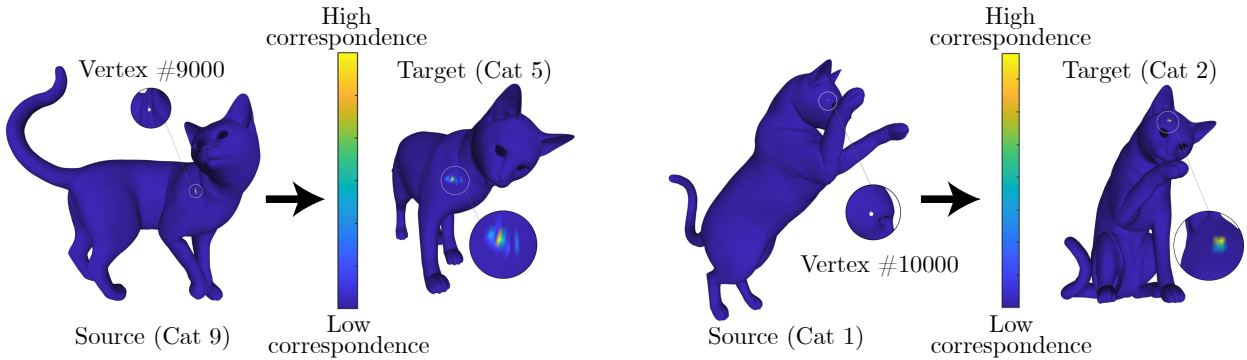 High
correspondence
Vertex #9000
Target (Cat 5)
Source (Cat 9)
Low
correspondence
High
correspondence
Target (Cat 2)
Vertex #10000
Source (Cat 1)
Low
correspondence